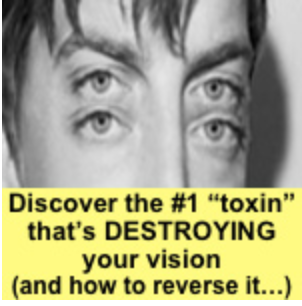 Discover the #1 “toxin”
that's DESTROYING
your vision
(and how to reverse it...)